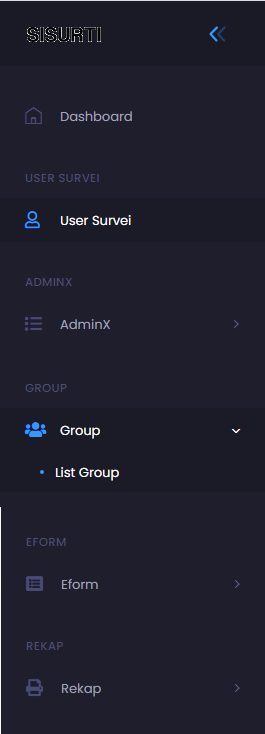 SISURTI
Dashboard
USER SURVEI
User Survei
ADMINX
AdminX
GROUP
Group
List Group
EFORM
Eform
REKAP
Rekap